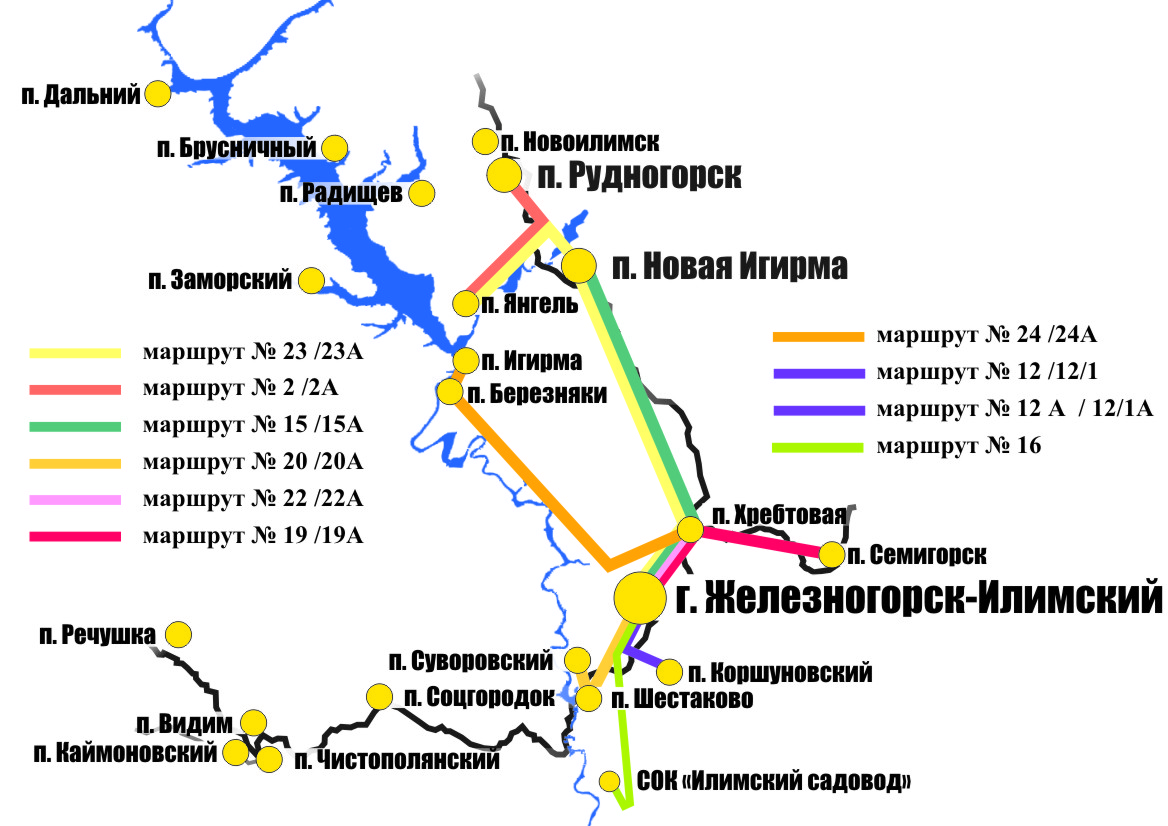 п. Дальний
п. Брусничный
п. Новоилимск
п. Рудногорск
п. Радищев
п. Новая Игирма
п. Заморский
п. Янгель
маршрут № 23 /23А
маршрут № 2 /2А
маршрут № 15 /15А
маршрут № 20 /20А
маршрут № 22 /22А
маршрут № 19 /19А
п. Игирма
п. Березняки
маршрут № 24 /24А
маршрут № 12 /12/1
маршрут № 12 А / 12/1А
маршрут № 16
п. Хребтовая
п. Семигорск
г. Железногорск-Илимский
п. Речушка
п. Суворовский
п. Коршуновский
п. Соцгородок
п. Шестаково
п. Видим
п. Каймоновский
п. Чистополянский
СОК «Илимский садовод»